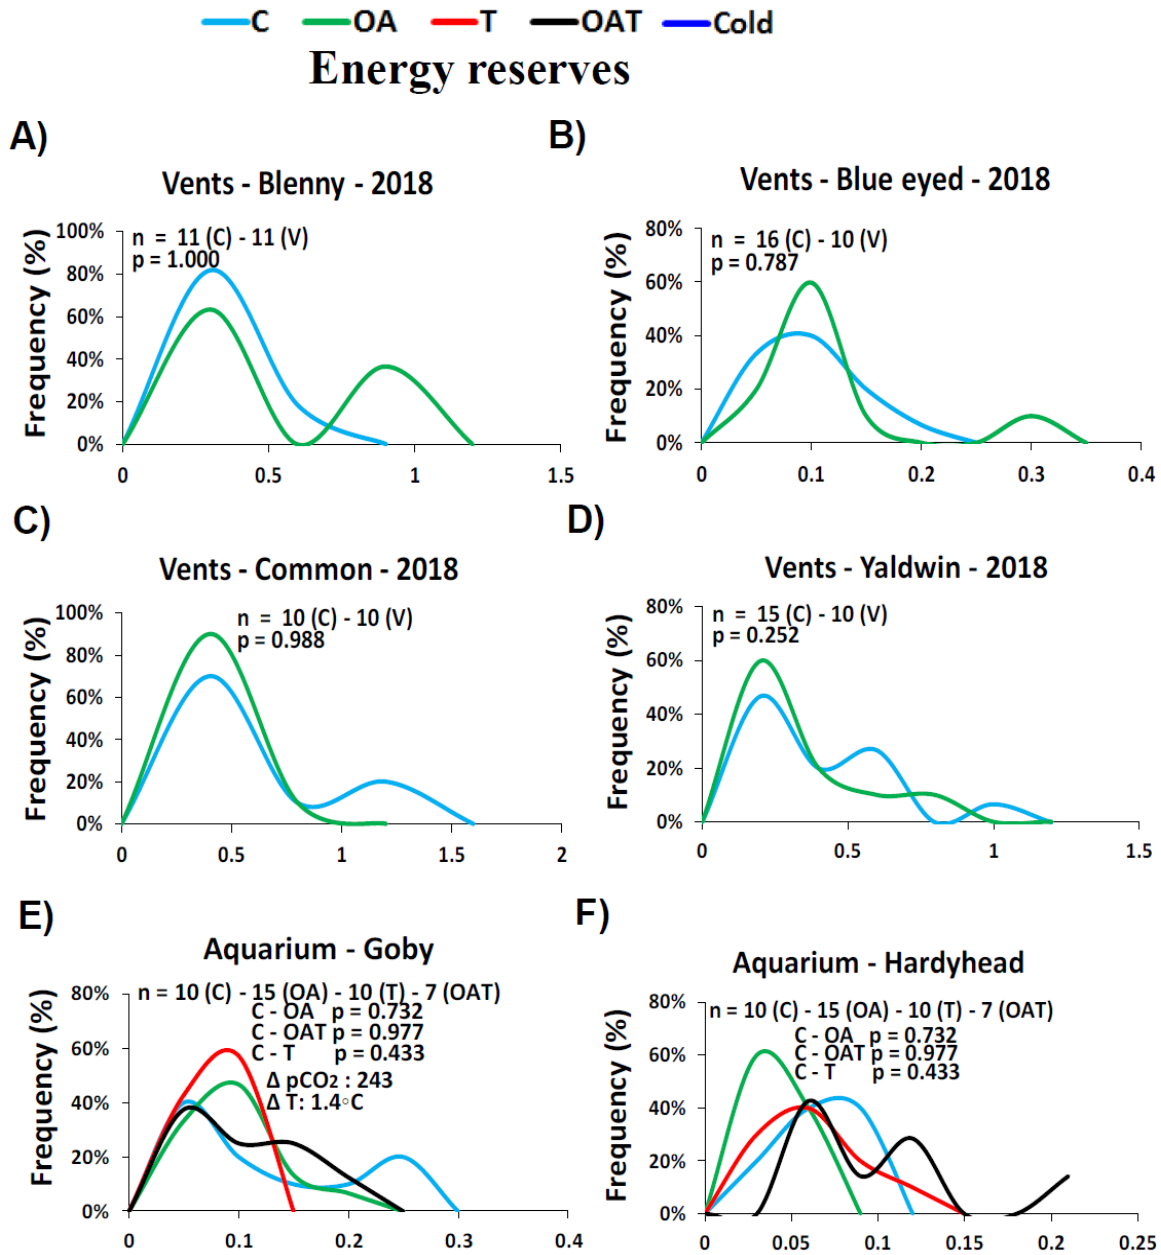 C OA T OAT Cold
Energy reserves
A)
Vents - Blenny - 2018
Frequency (%)
100%
80%
60%
40%
20%
0%
n = 11 (C) - 11 (V)
p = 1.000
0 0.5 1 1.5
B)
Vents - Blue eyed - 2018
Frequency (%)
80%
60%
40%
20%
0%
n = 16 (C) - 10 (V)
p = 0.787
0 0.1 0.2 0.3 0.4
C)
Vents - Common - 2018
Frequency (%)
100%
80%
60%
40%
20%
0%
n = 10 (C) - 10 (V)
p = 0.988
0 0.5 1 1.5 2
D)
Vents - Yaldwin - 2018
Frequency (%)
80%
60%
40%
20%
0%
n = 15 (C) - 10 (V)
p = 0.252
0 0.5 1 1.5
E)
Aquarium - Goby
Frequency (%)
80%
60%
40%
20%
0%
n = 10 (C) - 15 (OA) - 10 (T) - 7 (OAT)
C - OA p = 0.732
C - OAT p = 0.977
C - T p = 0.433
Δ pCO2 : 243
Δ T: 1.4◦C
0 0.1 0.2 0.3 0.4
F)
Aquarium - Hardyhead
Frequency (%)
80%
60%
40%
20%
0%
n = 10 (C) - 15 (OA) - 10 (T) - 7 (OAT)
C - OA p = 0.732
C - OAT p = 0.977
C - T p = 0.433
0 0.05 0.1 0.15 0.2 0.25